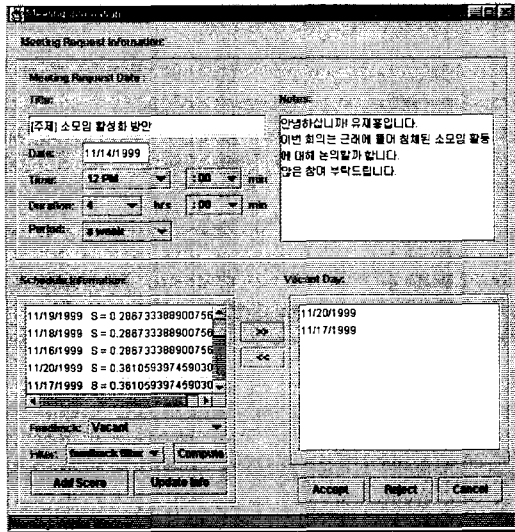 Meeting Information
Meeting Request Information:
Meeting Request Data :
Title:
[주제] 소모임 활성화 방안
Date: 11/14/1999
Time: 12 PM : 00 min
Duration: 4 hrs : 00 min
Period: a week
Notes:
안녕하십니까! 유재홍입니다.
이번 회의는 근래에 들어 침체된 소모임 활동
에 대해 논의할까 합니다.
많은 참여 부탁드립니다.
Schedule Information:
11/19/1999 S = 0.286733388900756
11/18/1999 S = 0.286733388900756
11/16/1999 S = 0.286733388900756
11/20/1999 S = 0.361059397459030
11/17/1999 S = 0.361059397459030
Feedback: Vacant
Filter: feedback filter Compute
Add Score Update Info
>>
<<
Vacant Day:
11/20/1999
11/17/1999
Accept Reject Cancel